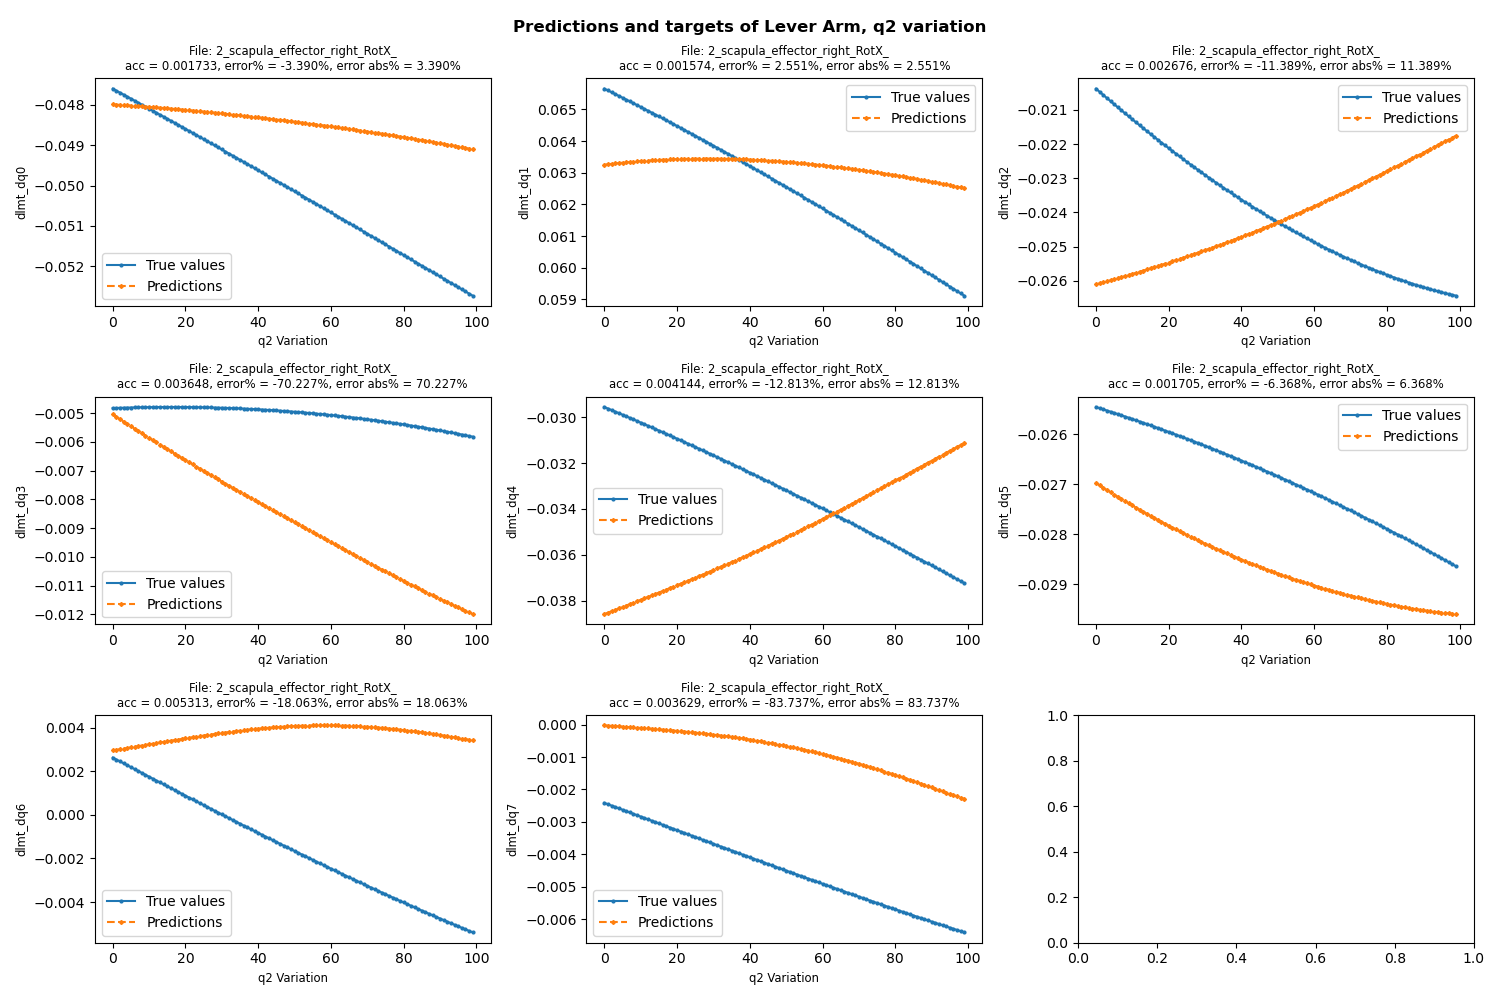 Predictions and targets of Lever Arm, q2 variation
File: 2_scapula_effector_right_RotX_
acc = 0.001733, error% = -3.390%, error abs% = 3.390%
−0.048
−0.049
−0.050
−0.051
−0.052
dlmt_dq0
True values
Predictions
0 20 40 60 80 100
q2 Variation
File: 2_scapula_effector_right_RotX_
acc = 0.001574, error% = 2.551%, error abs% = 2.551%
0.065
0.064
0.063
0.062
0.061
0.060
0.059
dlmt_dq1
True values
Predictions
0 20 40 60 80 100
q2 Variation
File: 2_scapula_effector_right_RotX_
acc = 0.002676, error% = -11.389%, error abs% = 11.389%
−0.021
−0.022
−0.023
−0.024
−0.025
−0.026
dlmt_dq2
True values
Predictions
0 20 40 60 80 100
q2 Variation
File: 2_scapula_effector_right_RotX_
acc = 0.003648, error% = -70.227%, error abs% = 70.227%
−0.005
−0.006
−0.007
−0.008
−0.009
−0.010
−0.011
−0.012
dlmt_dq3
True values
Predictions
0 20 40 60 80 100
q2 Variation
File: 2_scapula_effector_right_RotX_
acc = 0.004144, error% = -12.813%, error abs% = 12.813%
−0.030
−0.032
−0.034
−0.036
−0.038
dlmt_dq4
True values
Predictions
0 20 40 60 80 100
q2 Variation
File: 2_scapula_effector_right_RotX_
acc = 0.001705, error% = -6.368%, error abs% = 6.368%
−0.026
−0.027
−0.028
−0.029
dlmt_dq5
True values
Predictions
0 20 40 60 80 100
q2 Variation
File: 2_scapula_effector_right_RotX_
acc = 0.005313, error% = -18.063%, error abs% = 18.063%
0.004
0.002
0.000
−0.002
−0.004
dlmt_dq6
True values
Predictions
0 20 40 60 80 100
q2 Variation
File: 2_scapula_effector_right_RotX_
acc = 0.003629, error% = -83.737%, error abs% = 83.737%
0.000
−0.001
−0.002
−0.003
−0.004
−0.005
−0.006
dlmt_dq7
True values
Predictions
0 20 40 60 80 100
q2 Variation
1.0
0.8
0.6
0.4
0.2
0.0
0.0 0.2 0.4 0.6 0.8 1.0